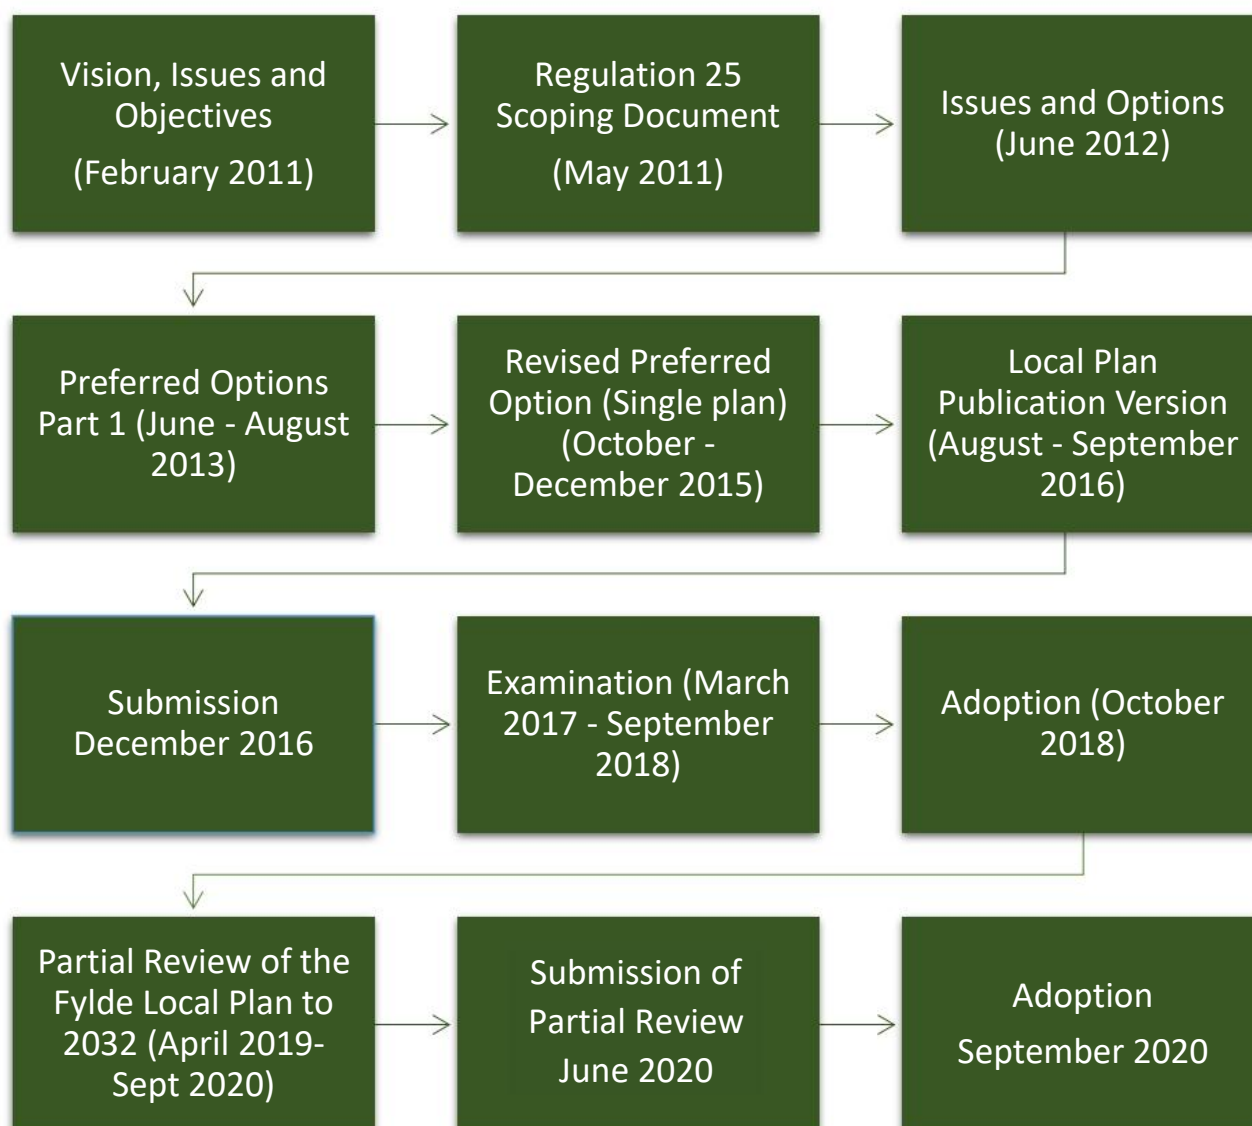 Vision, Issues and
Objectives
(February 2011)
Regulation 25
Scoping Document
(May 2011)
Issues and Options
(June 2012)
Preferred Options
Part 1 (June - August
2013)
Revised Preferred
Option (Single plan)
(October -
December 2015)
Local Plan
Publication Version
(August - September
2016)
Submission
December 2016
Examination (March
2017 - September
2018)
Adoption (October
2018)
Partial Review of the
Fylde Local Plan to
2032 (April 2019-
Sept 2020)
Submission of
Partial Review
June 2020
Adoption
September 2020